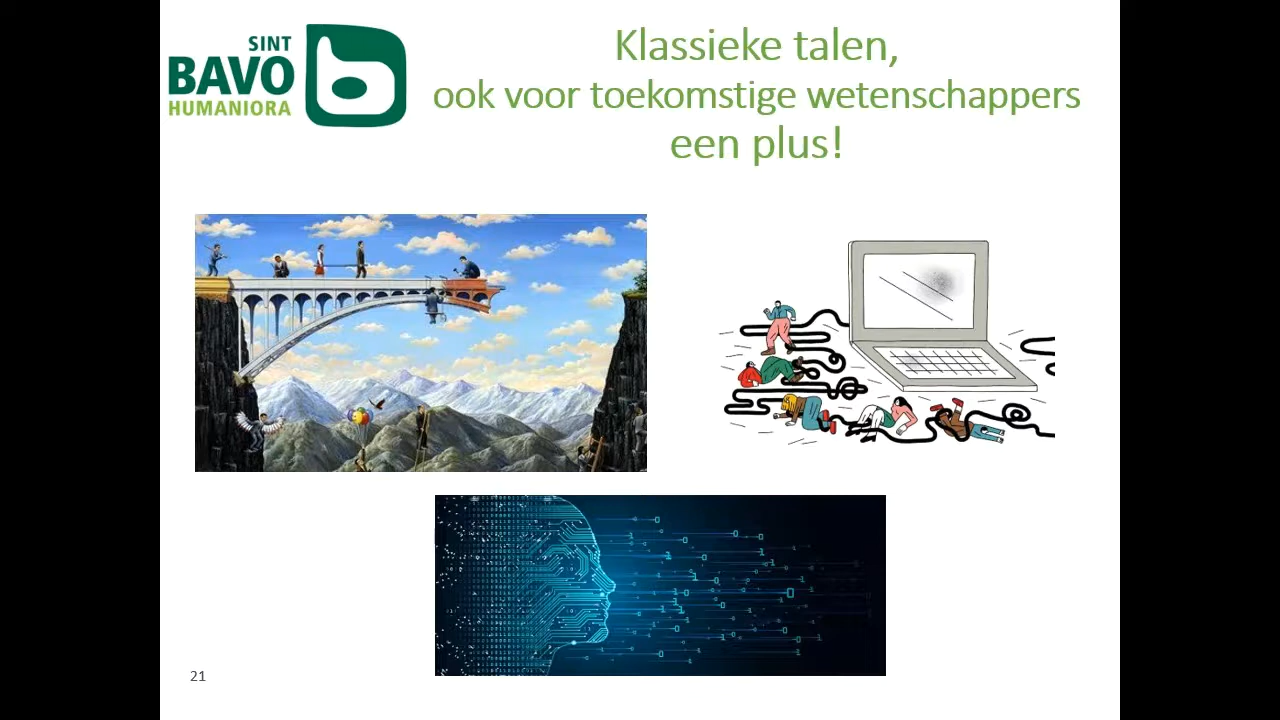 SINT
BAVO
HUMANIORA
Klassieke talen,
ook voor toekomstige wetenschappers
een plus!
21